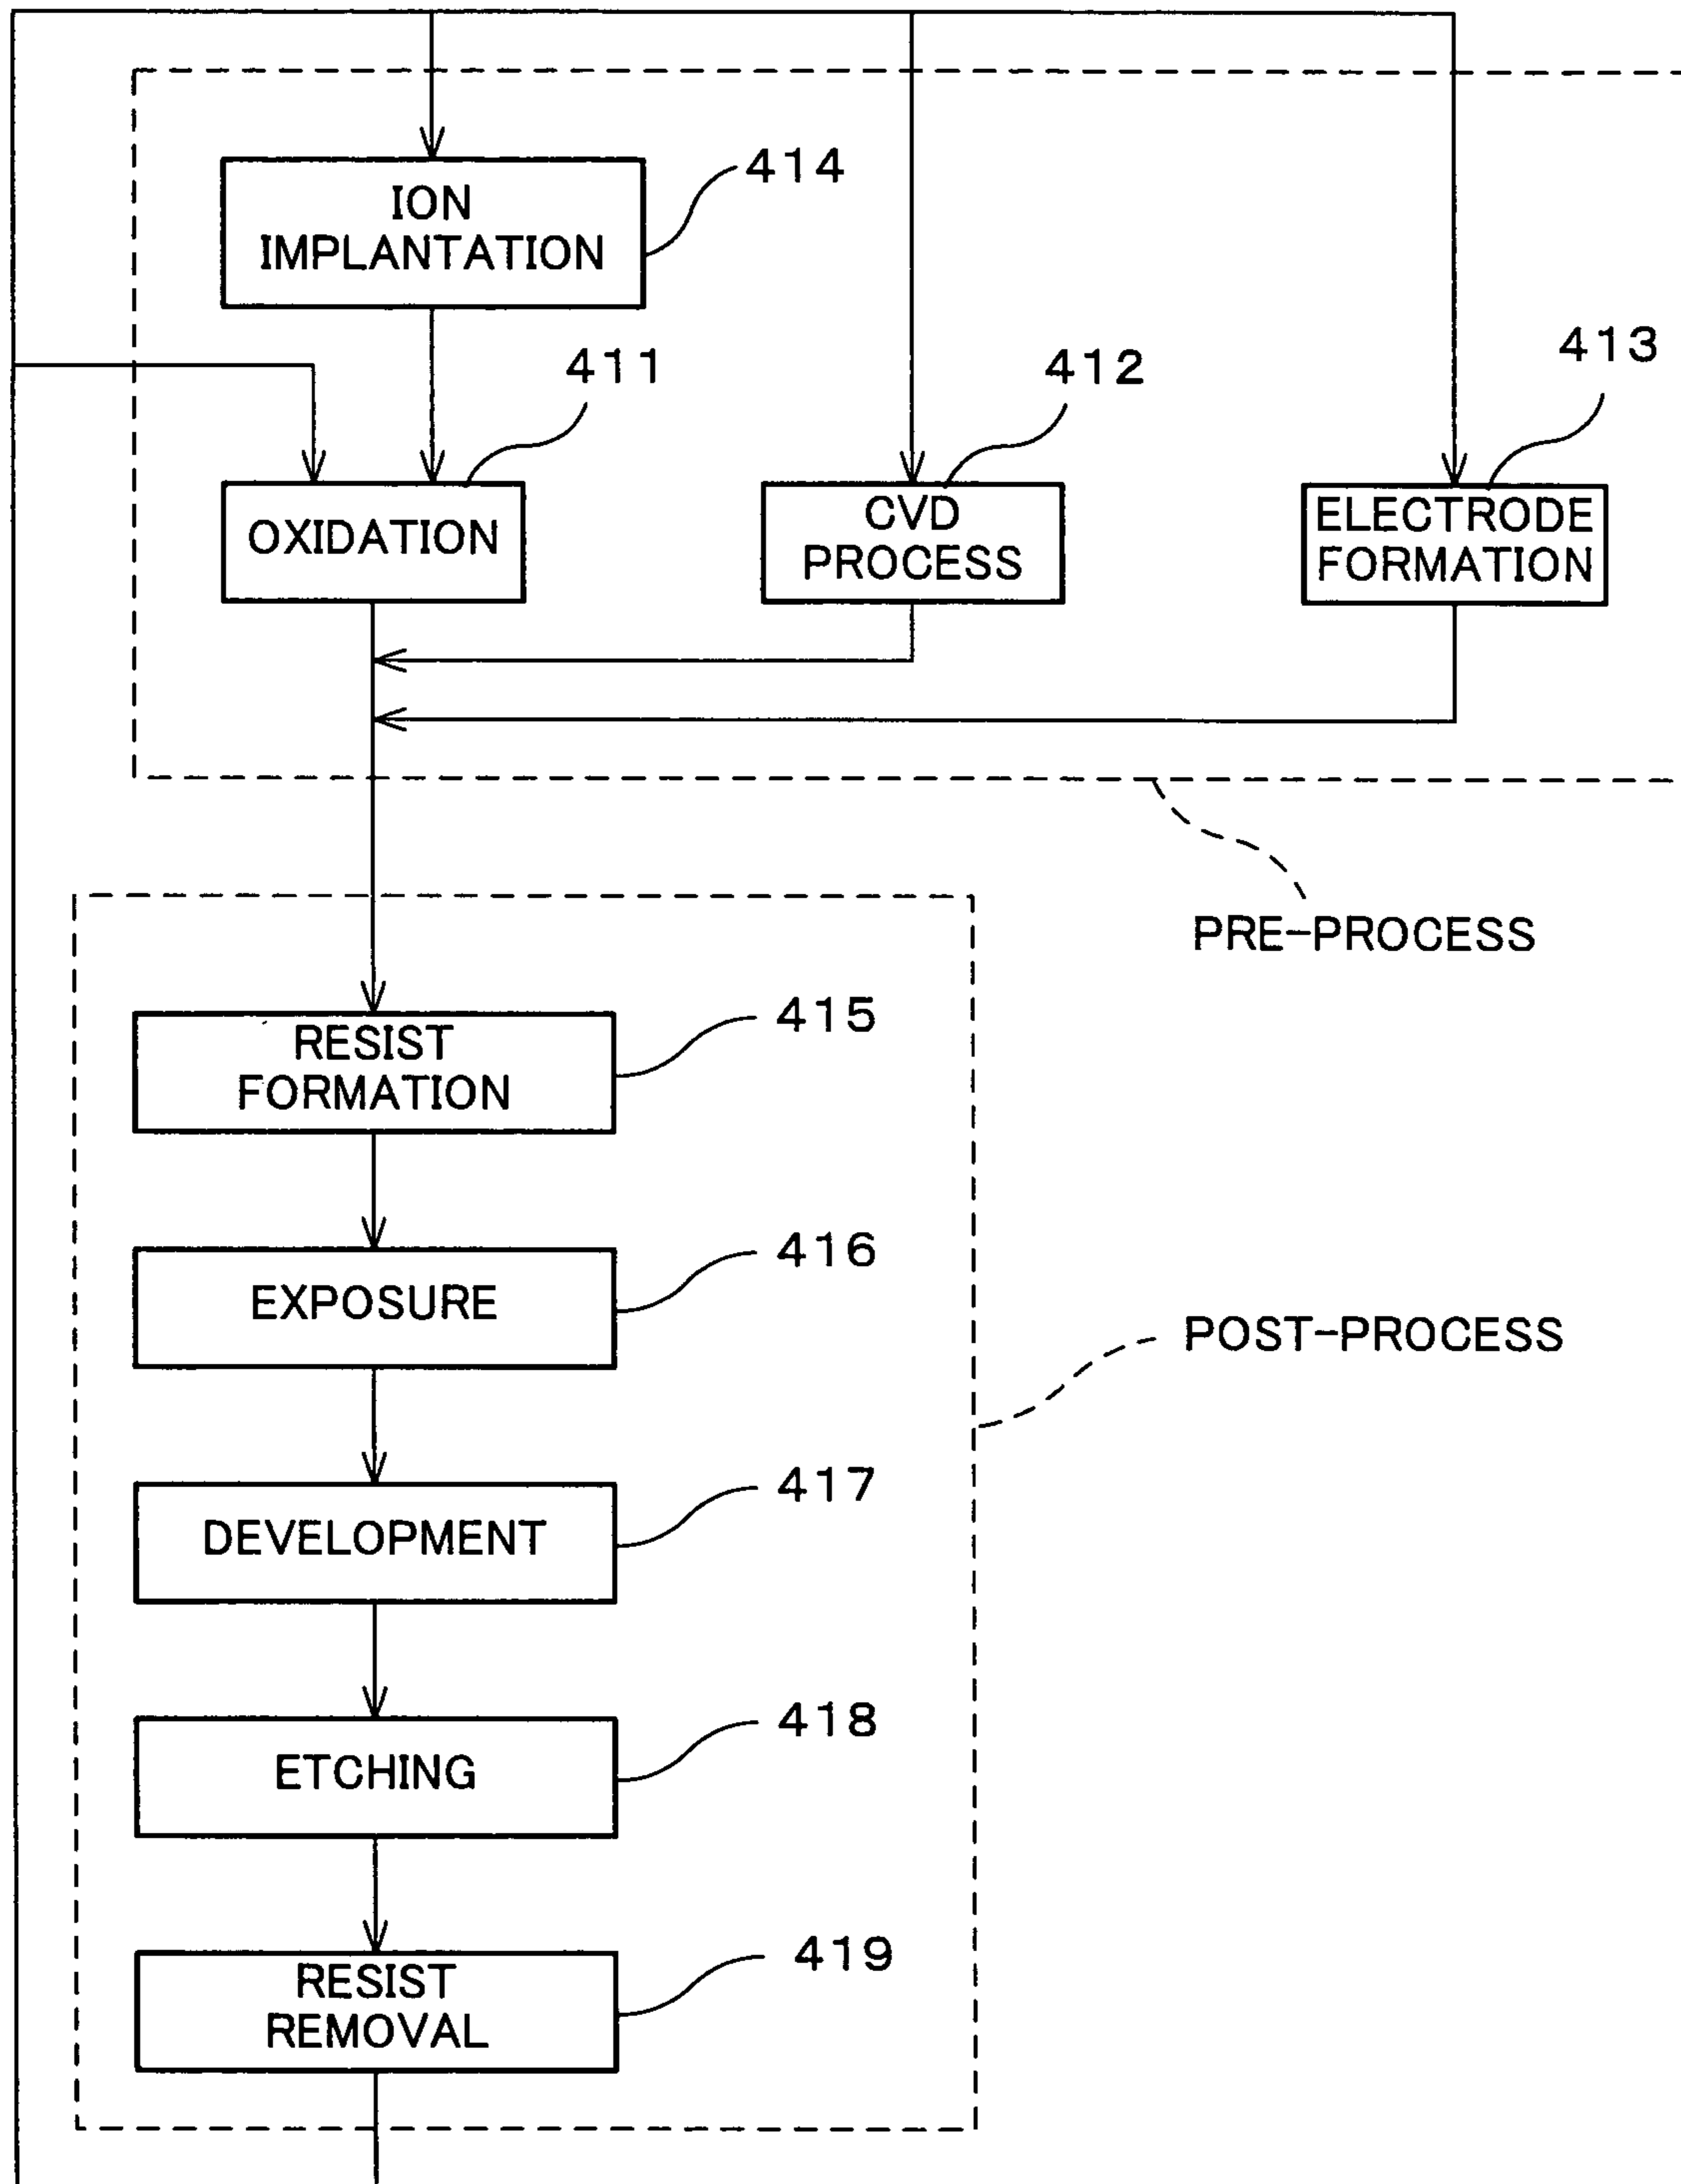 ION
IMPLANTATION
414
411
412
413
OXIDATION
CVD
PROCESS
ELECTRODE
FORMATION
PRE-PROCESS
RESIST
FORMATION
415
EXPOSURE
416
POST-PROCESS
DEVELOPMENT
417
ETCHING
418
RESIST
REMOVAL
419